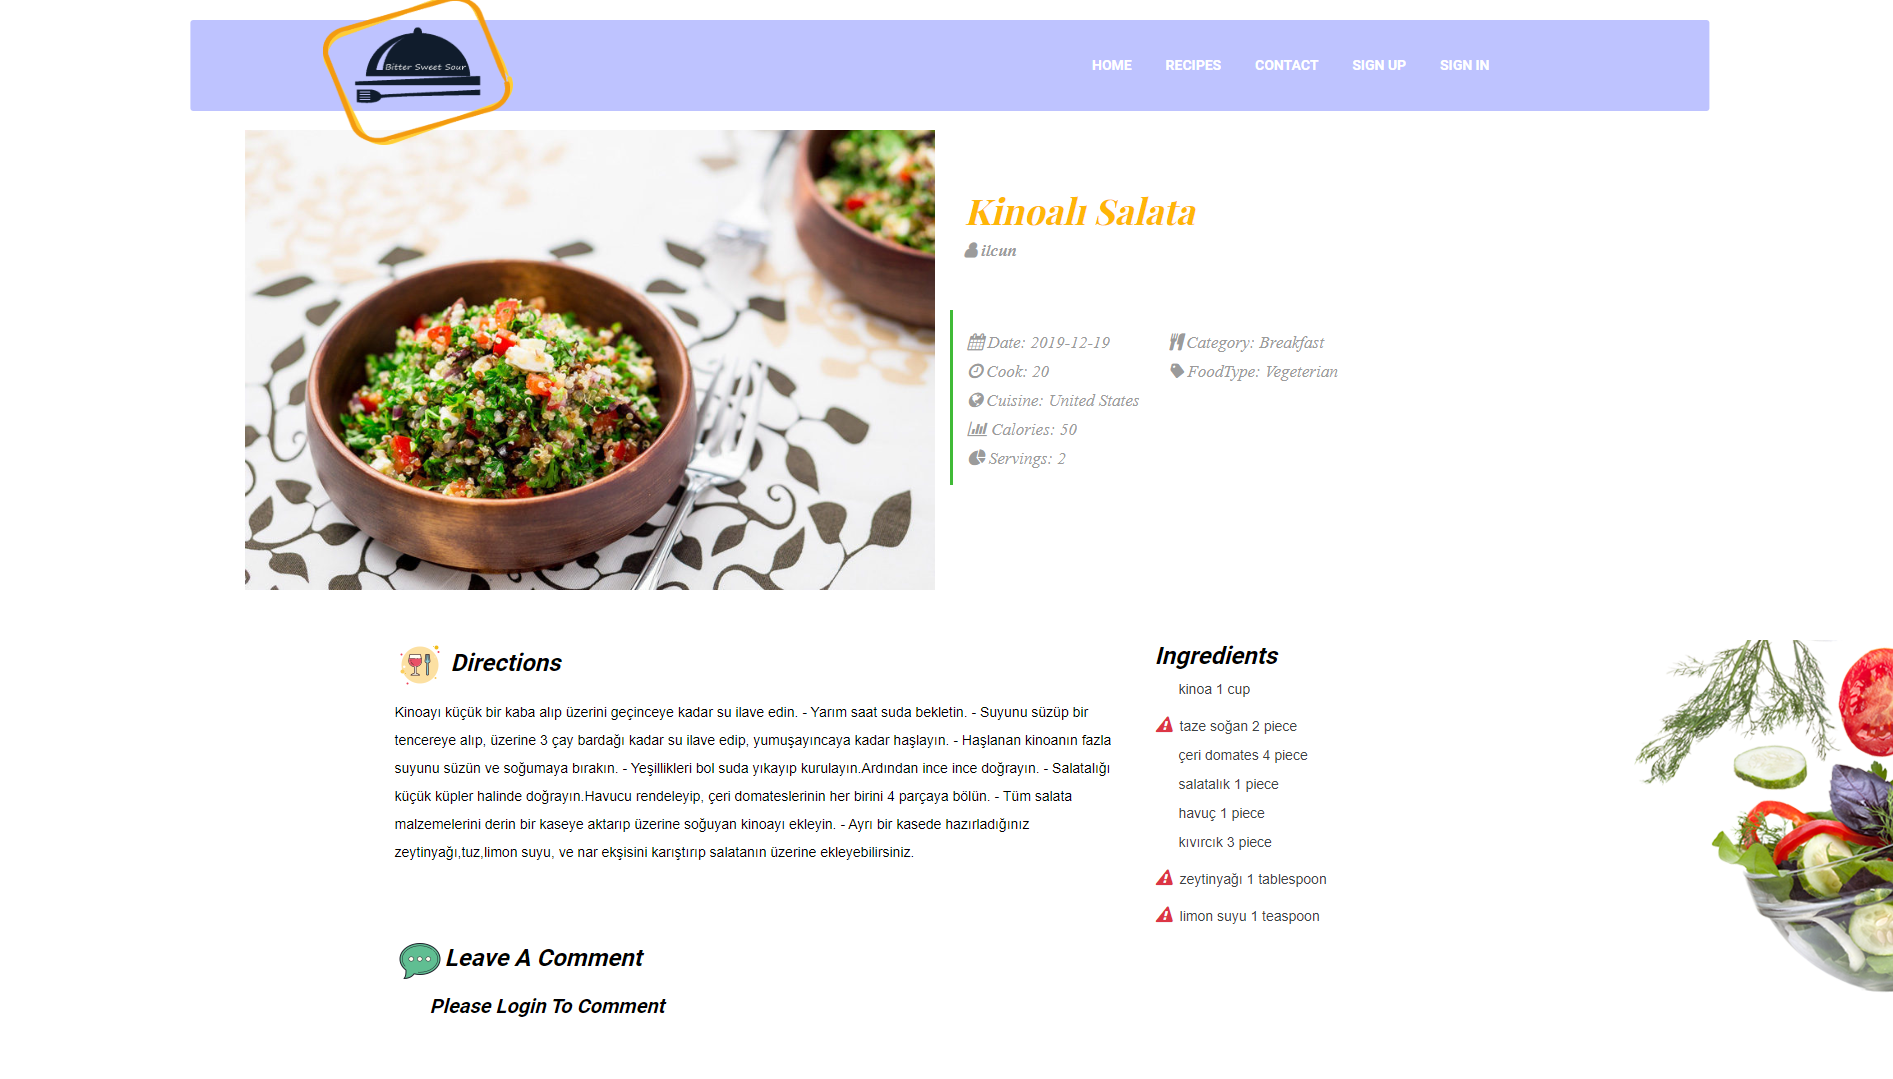 Bitter Sweet Sour
HOME RECIPES CONTACT SIGN UP SIGN IN
Kinoalı Salata
ilcun
Date: 2019-12-19
Cook: 20
Cuisine: United States
Calories: 50
Servings: 2
Category: Breakfast
FoodType: Vegeterian
Directions
Kinoayı küçük bir kaba alıp üzerini geçinceye kadar su ilave edin. - Yarım saat suda bekletin. - Suyunu süzüp bir
tencereye alıp, üzerine 3 çay bardağı kadar su ilave edip, yumuşayıncaya kadar haşlayın. - Haşlanan kinoanın fazla
suyunu süzün ve soğumaya bırakın. - Yeşillikleri bol suda yıkayıp kurulayın.Ardından ince ince doğrayın. - Salatalığı
küçük küpler halinde doğrayın.Havucu rendeleyip, çeri domateslerinin her birini 4 parçaya bölün. - Tüm salata
malzemelerini derin bir kaseye aktarıp üzerine soğuyan kinoayı ekleyin. - Ayrı bir kasede hazırladığınız
zeytinyağı,tuz,limon suyu, ve nar ekşisini karıştırıp salatanın üzerine ekleyebilirsiniz.
Ingredients
kinoa 1 cup
taze soğan 2 piece
çeri domates 4 piece
salatalık 1 piece
havuç 1 piece
kıvırcık 3 piece
zeytinyağı 1 tablespoon
limon suyu 1 teaspoon
Leave A Comment
Please Login To Comment